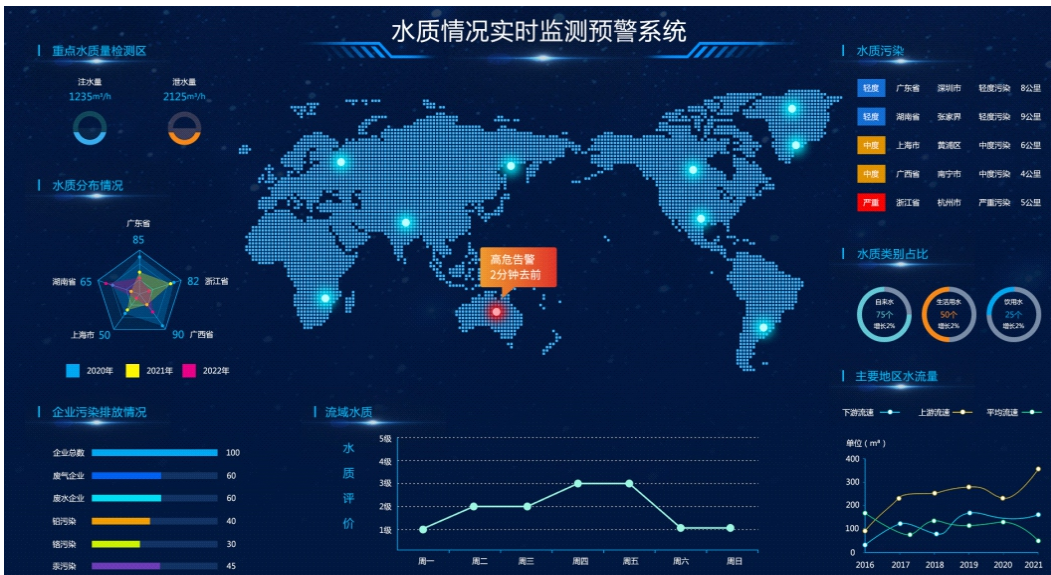 水质情况实时监测预警系统
重点水质量检测区
注水量 泄水量
1235m³/h 2125m³/h
水质分布情况
广东省
85
湖南省 65
82 浙江省
上海市 50
90 广西省
2020年 2021年 2022年
企业污染排放情况
企业总数 100
废气企业 60
废水企业 60
铅污染 40
铬污染 30
汞污染 45
高危告警
2分钟去前
流域水质
水质评价
5级
4级
3级
2级
1级
周一 周二 周三 周四 周五 周六 周日
水质污染
轻度 广东省 深圳市 轻度污染 8公里
轻度 湖南省 张家界 轻度污染 9公里
中度 上海市 黄浦区 中度污染 6公里
中度 广西省 南宁市 中度污染 4公里
严重 浙江省 杭州市 严重污染 5公里
水质类别占比
自来水 生活用水 饮用水
75个 50个 25个
增长2% 增长2% 增长2%
主要地区水流量
下游流速 上游流速 平均流速
单位（m³）
400
300
200
100
0
2016 2017 2018 2019 2020 2021